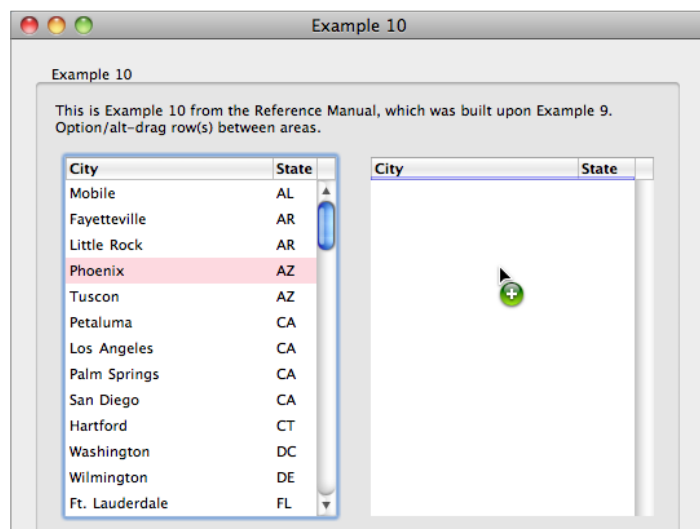 Example 10
Example 10
This is Example 10 from the Reference Manual, which was built upon Example 9.
Option/alt-drag row(s) between areas.
City State
Mobile AL
Fayetteville AR
Little Rock AR
Phoenix AZ
Tuscon AZ
Petaluma CA
Los Angeles CA
Palm Springs CA
San Diego CA
Hartford CT
Washington DC
Wilmington DE
Ft. Lauderdale FL
City State